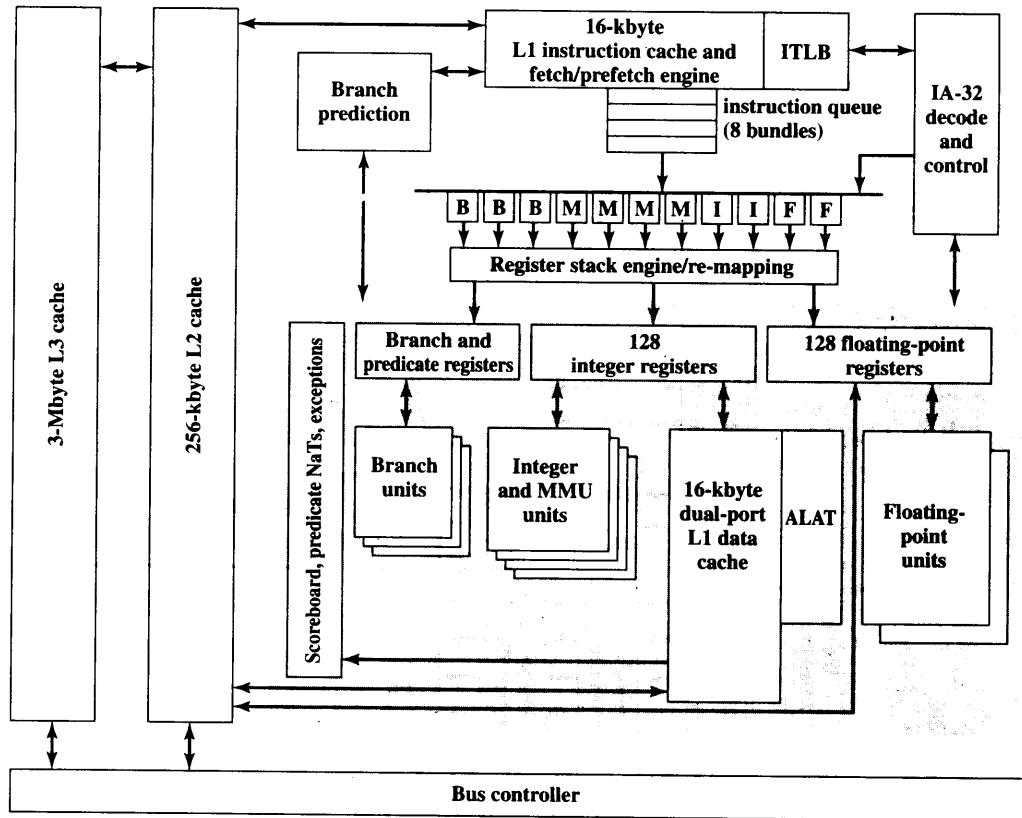 16-kbyte
L1 instruction cache and
fetch/prefetch engine
ITLB
IA-32
decode
and
control
Branch
prediction
instruction queue
(8 bundles)
B B B M M M M I I F F
Register stack engine/re-mapping
3-Mbyte L3 cache
256-kbyte L2 cache
Scoreboard, predicate NaTs, exceptions
Branch and
predicate registers
128
integer registers
128 floating-point
registers
Branch
units
Integer
and MMU
units
16-kbyte
dual-port
L1 data
cache
ALAT
Floating-
point
units
Bus controller